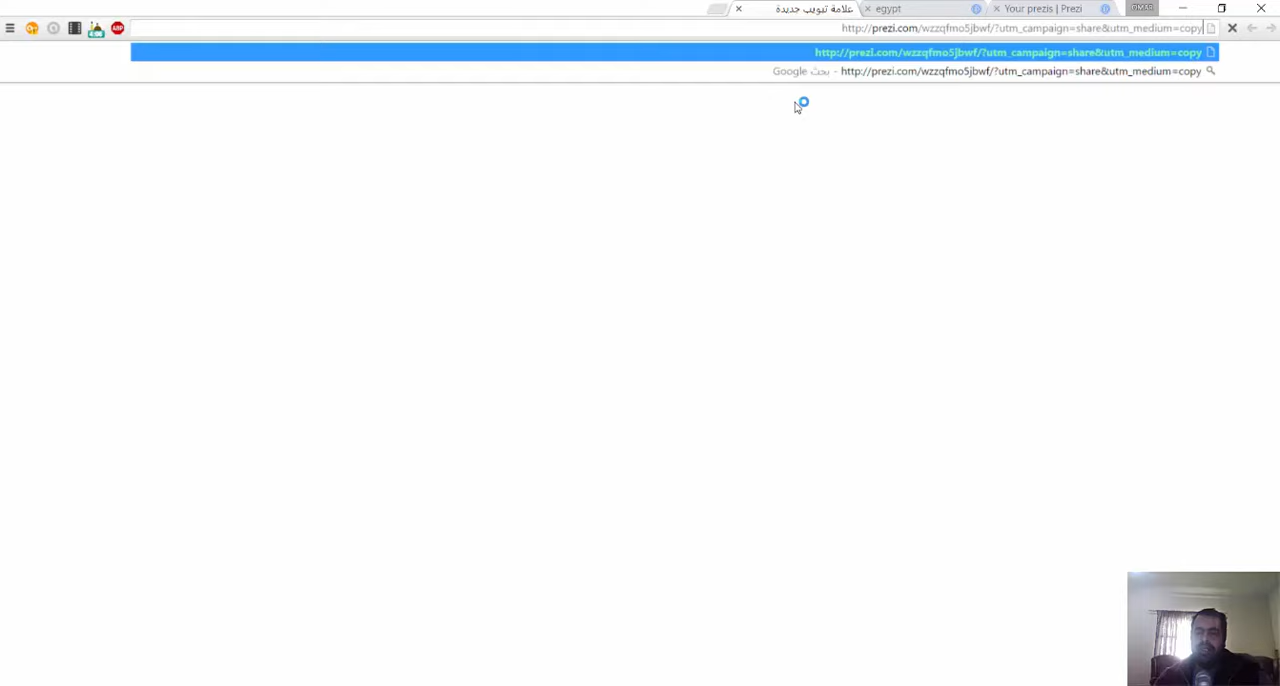 علامة تبويب جديدة
egypt
Your prezis | Prezi
http://prezi.com/wzzqfmo5jbwf/?utm_campaign=share&utm_medium=copy
http://prezi.com/wzzqfmo5jbwf/?utm_campaign=share&utm_medium=copy
http://prezi.com/wzzqfmo5jbwf/?utm_campaign=share&utm_medium=copy - بحث Google
ABP